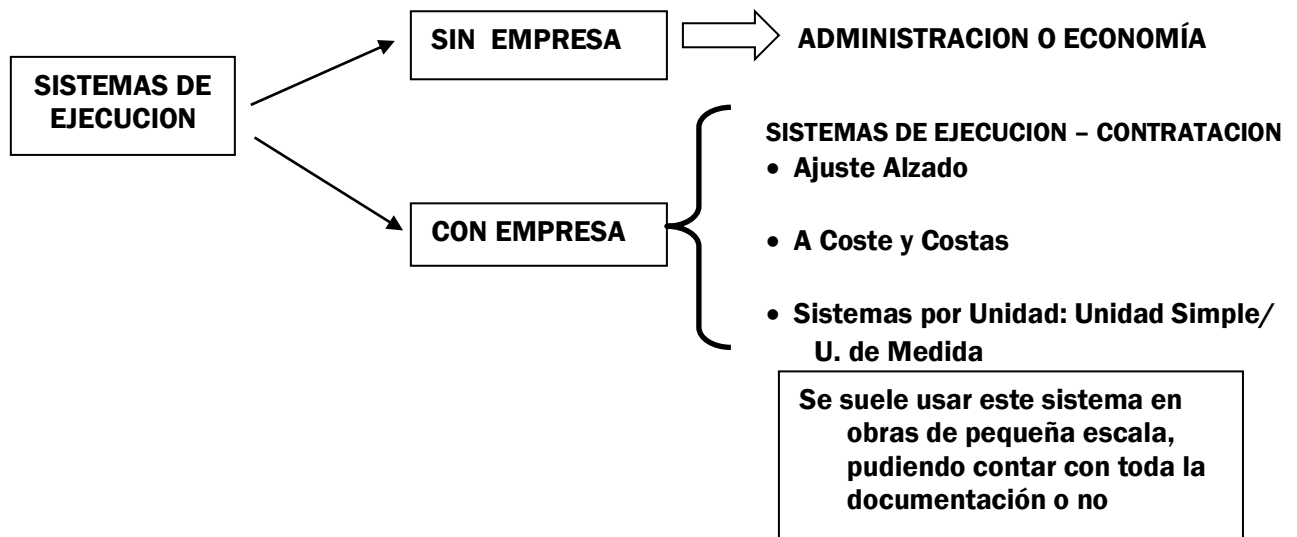 SISTEMAS DE
EJECUCION
SIN EMPRESA
ADMINISTRACION O ECONOMÍA
CON EMPRESA
SISTEMAS DE EJECUCION – CONTRATACION
• Ajuste Alzado
• A Coste y Costas
• Sistemas por Unidad: Unidad Simple/
U. de Medida
Se suele usar este sistema en
obras de pequeña escala,
pudiendo contar con toda la
documentación o no